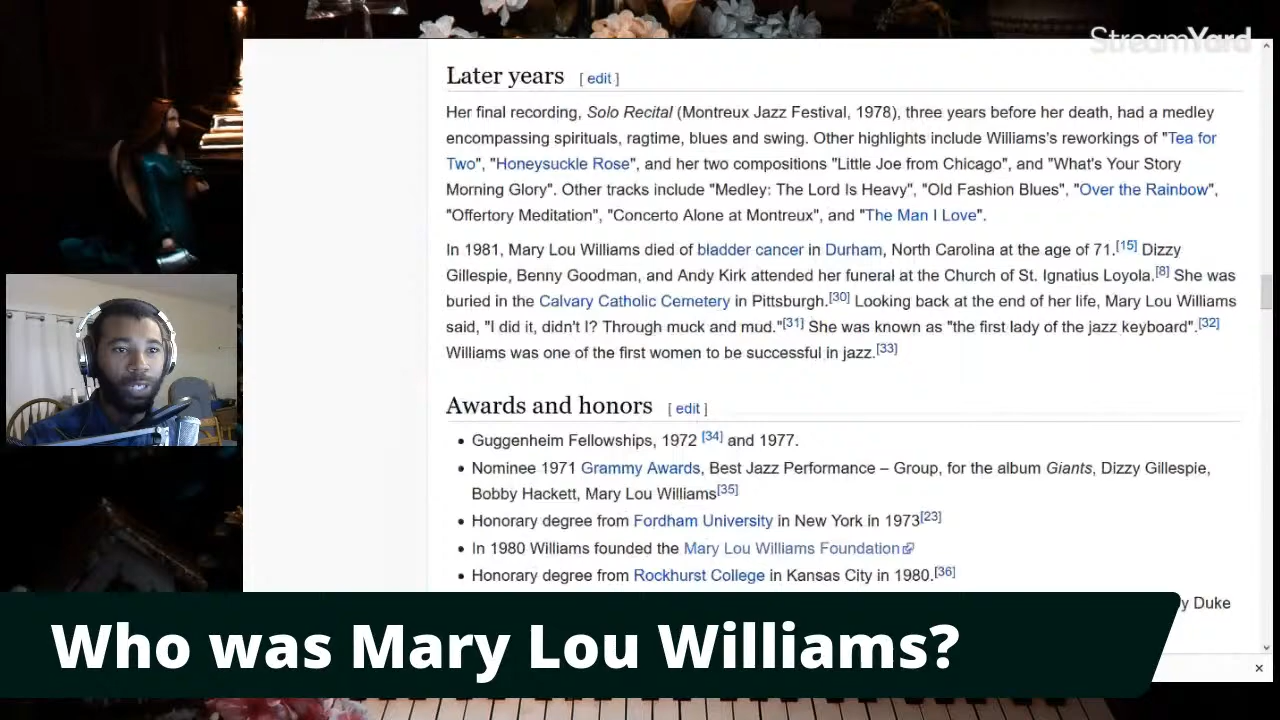 StreamYard
Later years [ edit ]
Her final recording, Solo Recital (Montreux Jazz Festival, 1978), three years before her death, had a medley
encompassing spirituals, ragtime, blues and swing. Other highlights include Williams's reworkings of "Tea for
Two", "Honeysuckle Rose", and her two compositions "Little Joe from Chicago", and "What's Your Story
Morning Glory". Other tracks include "Medley: The Lord Is Heavy", "Old Fashion Blues", "Over the Rainbow",
"Offertory Meditation", "Concerto Alone at Montreux", and "The Man I Love".
In 1981, Mary Lou Williams died of bladder cancer in Durham, North Carolina at the age of 71.[15] Dizzy
Gillespie, Benny Goodman, and Andy Kirk attended her funeral at the Church of St. Ignatius Loyola.[8] She was
buried in the Calvary Catholic Cemetery in Pittsburgh.[30] Looking back at the end of her life, Mary Lou Williams
said, "I did it, didn't I? Through muck and mud."[31] She was known as "the first lady of the jazz keyboard".[32]
Williams was one of the first women to be successful in jazz.[33]
Awards and honors [ edit ]
• Guggenheim Fellowships, 1972 [34] and 1977.
• Nominee 1971 Grammy Awards, Best Jazz Performance – Group, for the album Giants, Dizzy Gillespie,
Bobby Hackett, Mary Lou Williams[35]
• Honorary degree from Fordham University in New York in 1973[23]
• In 1980 Williams founded the Mary Lou Williams Foundation
• Honorary degree from Rockhurst College in Kansas City in 1980.[36]
y Duke
Who was Mary Lou Williams?